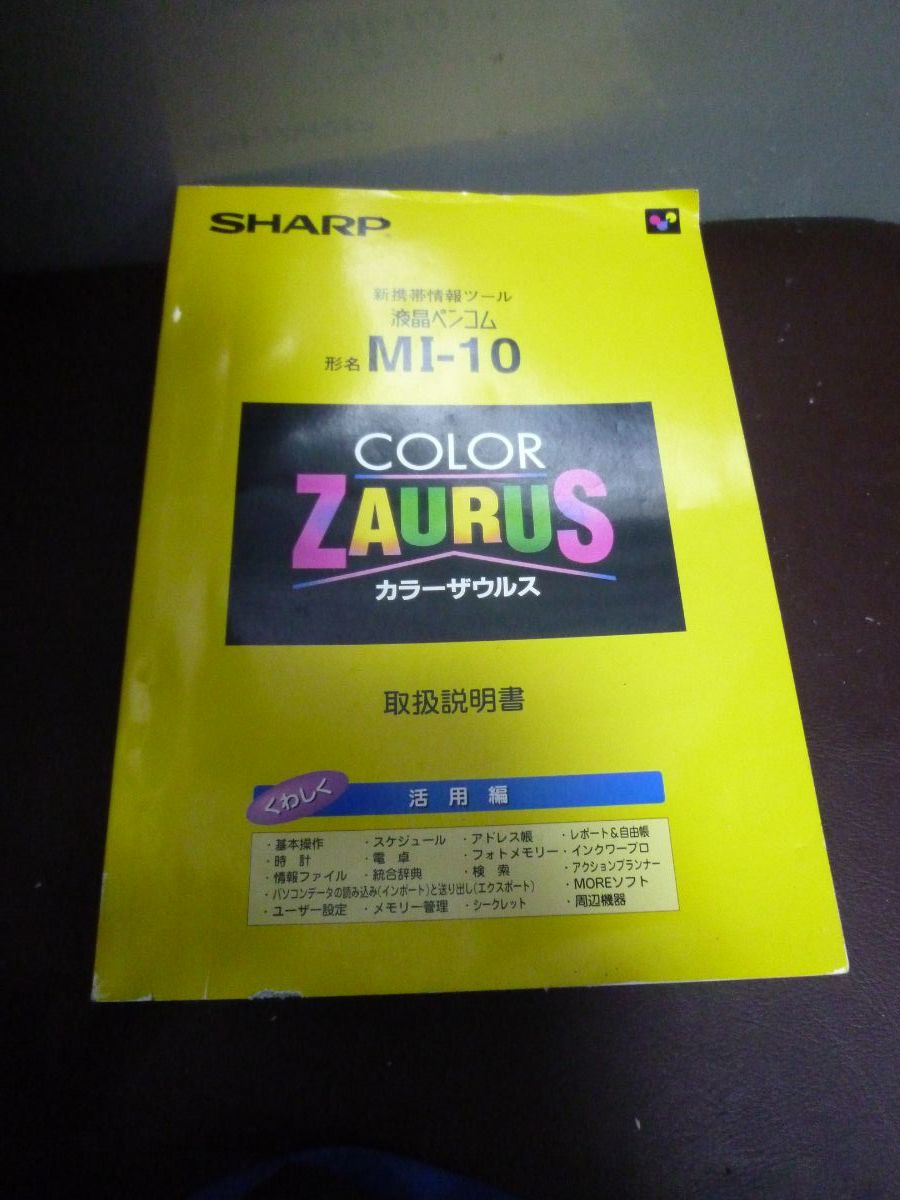 SHARP
新携帯情報ツール
液晶ペンコム
形名 MI-10
COLOR
ZAURUS
カラーザウルス
取扱説明書
くわしく 活用編
・基本操作 ・スケジュール ・アドレス帳 ・レポート&自由帳
・時計 ・電卓 ・フォトメモリー ・インクワープロ
・情報ファイル ・統合辞典 ・検索 ・アクションプランナー
・パソコンデータの読み込み(インポート)と送り出し(エクスポート) ・MOREソフト
・ユーザー設定 ・メモリー管理 ・シークレット ・周辺機器